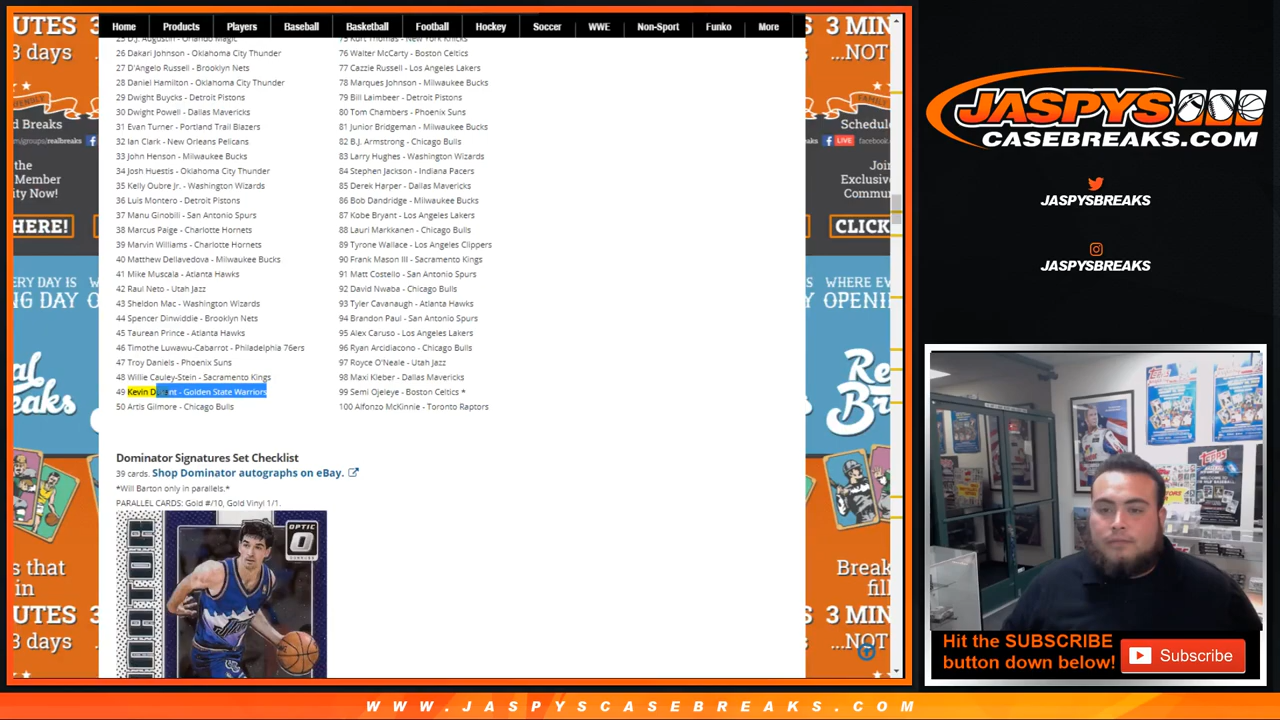 Home Products Players Baseball Basketball Football Hockey Soccer WWE Non-Sport Funko More
25 D.J. Augustin - Orlando Magic
26 Dakari Johnson - Oklahoma City Thunder
27 D'Angelo Russell - Brooklyn Nets
28 Daniel Hamilton - Oklahoma City Thunder
29 Dwight Buycks - Detroit Pistons
30 Dwight Powell - Dallas Mavericks
31 Evan Turner - Portland Trail Blazers
32 Ian Clark - New Orleans Pelicans
33 John Henson - Milwaukee Bucks
34 Josh Huestis - Oklahoma City Thunder
35 Kelly Oubre Jr. - Washington Wizards
36 Luis Montero - Detroit Pistons
37 Manu Ginobili - San Antonio Spurs
38 Marcus Paige - Charlotte Hornets
39 Marvin Williams - Charlotte Hornets
40 Matthew Dellavedova - Milwaukee Bucks
41 Mike Muscala - Atlanta Hawks
42 Raul Neto - Utah Jazz
43 Sheldon Mac - Washington Wizards
44 Spencer Dinwiddie - Brooklyn Nets
45 Taurean Prince - Atlanta Hawks
46 Timothe Luwawu-Cabarrot - Philadelphia 76ers
47 Troy Daniels - Phoenix Suns
48 Willie Cauley-Stein - Sacramento Kings
49 Kevin Durant - Golden State Warriors
50 Artis Gilmore - Chicago Bulls
75 Kurt Thomas - New York Knicks
76 Walter McCarty - Boston Celtics
77 Cazzie Russell - Los Angeles Lakers
78 Marques Johnson - Milwaukee Bucks
79 Bill Laimbeer - Detroit Pistons
80 Tom Chambers - Phoenix Suns
81 Junior Bridgeman - Milwaukee Bucks
82 B.J. Armstrong - Chicago Bulls
83 Larry Hughes - Washington Wizards
84 Stephen Jackson - Indiana Pacers
85 Derek Harper - Dallas Mavericks
86 Bob Dandridge - Milwaukee Bucks
87 Kobe Bryant - Los Angeles Lakers
88 Lauri Markkanen - Chicago Bulls
89 Tyrone Wallace - Los Angeles Clippers
90 Frank Mason III - Sacramento Kings
91 Matt Costello - San Antonio Spurs
92 David Nwaba - Chicago Bulls
93 Tyler Cavanaugh - Atlanta Hawks
94 Brandon Paul - San Antonio Spurs
95 Alex Caruso - Los Angeles Lakers
96 Ryan Arcidiacono - Chicago Bulls
97 Royce O'Neale - Utah Jazz
98 Maxi Kleber - Dallas Mavericks
99 Semi Ojeleye - Boston Celtics *
100 Alfonzo McKinnie - Toronto Raptors
Dominator Signatures Set Checklist
39 cards. Shop Dominator autographs on eBay.
*Will Barton only in parallels.*
PARALLEL CARDS: Gold #/10, Gold Vinyl 1/1.
OPTIC
JASPYS
CASEBREAKS.COM
JASPYSBREAKS
JASPYSBREAKS
Hit the SUBSCRIBE
button down below!
Subscribe
WWW.JASPYSCASEBREAKS.COM